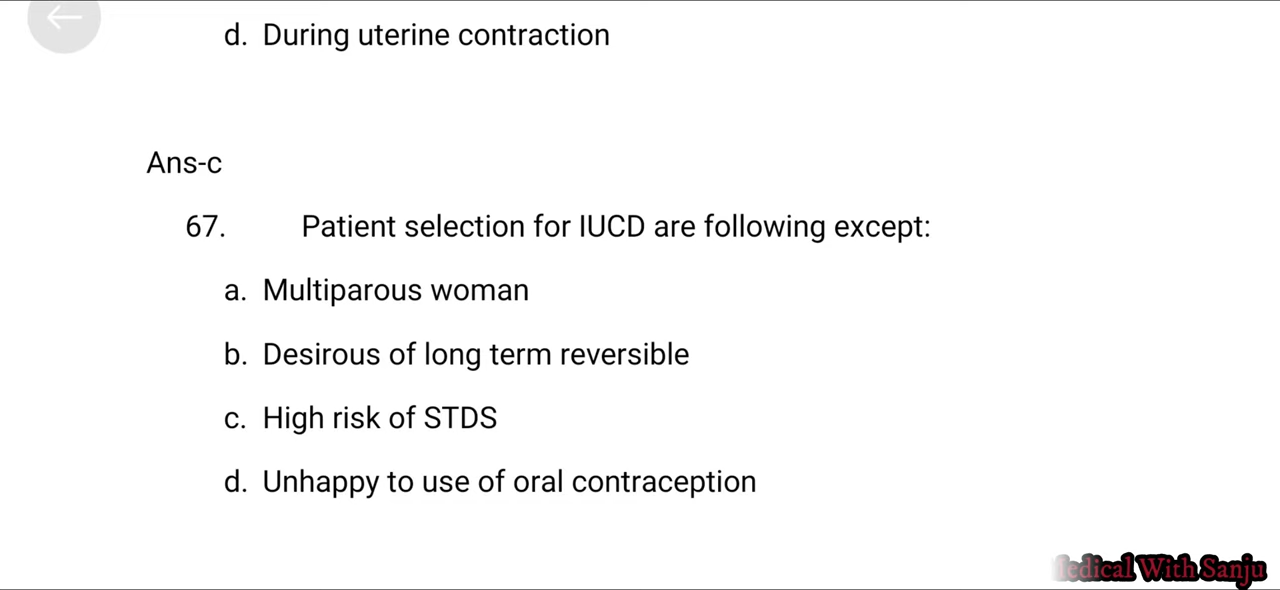 d. During uterine contraction
Ans-c
67. Patient selection for IUCD are following except:
a. Multiparous woman
b. Desirous of long term reversible
c. High risk of STDS
d. Unhappy to use of oral contraception
With Sanju